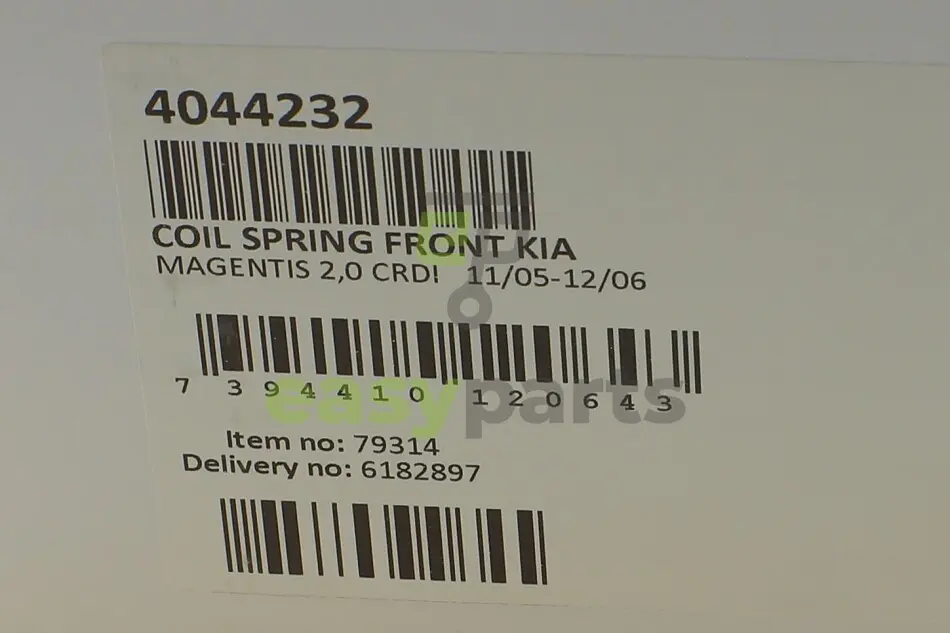 4044232
COIL SPRING FRONT KIA
MAGENTIS 2,0 CRD! 11/05-12/06
7 394410 120643
easyparts
Item no: 79314
Delivery no: 6182897